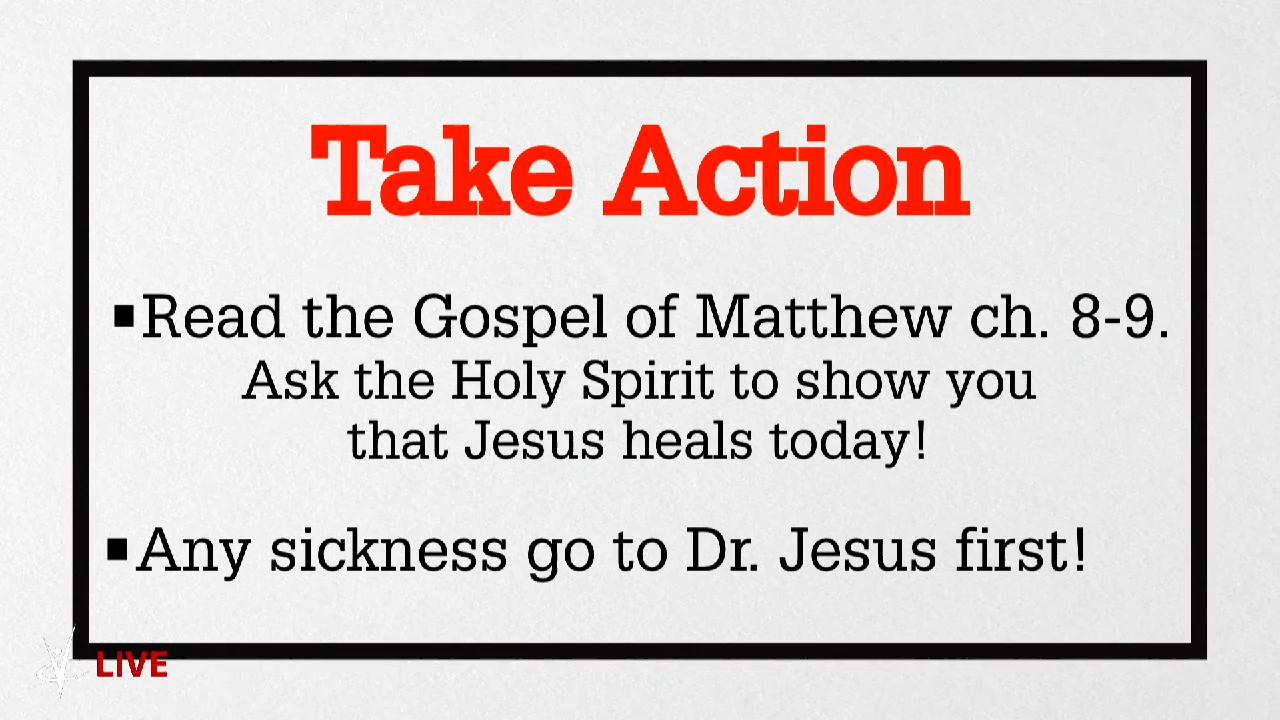 Take Action
▪Read the Gospel of Matthew ch. 8-9.
Ask the Holy Spirit to show you
that Jesus heals today!
▪Any sickness go to Dr. Jesus first!
LIVE